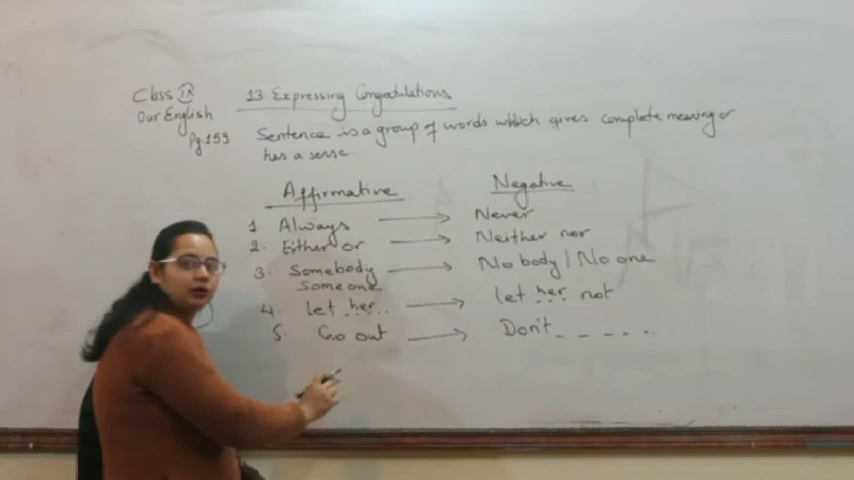 Class IX
Our English
Pg.159
13 Expressing Congratulations
Sentence is a group of words which gives complete meaning or
has a sense.
Affirmative Negative
1. Always → Never
2. Either or → Neither nor
3. Somebody → No body / No one
Someone
4. let her... → let her not
5. Go out → Don't _ _ _ _ _ .